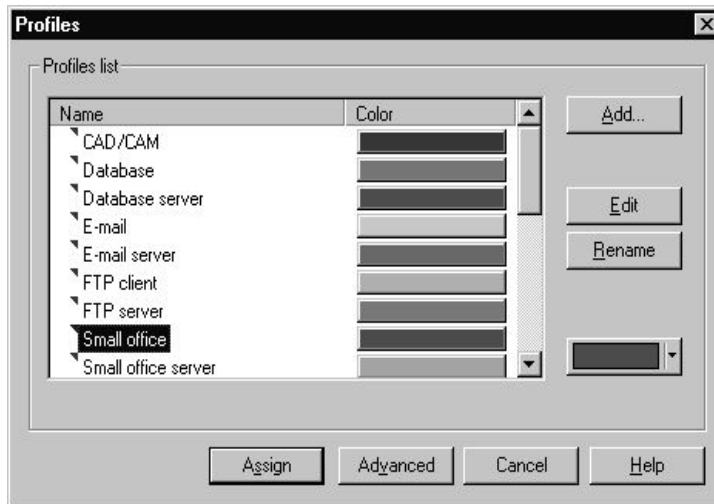 Profiles
Profiles list
Name Color
CAD/CAM
Database
Database server
E-mail
E-mail server
FTP client
FTP server
Small office
Small office server
Add...
Edit
Rename
Assign Advanced Cancel Help